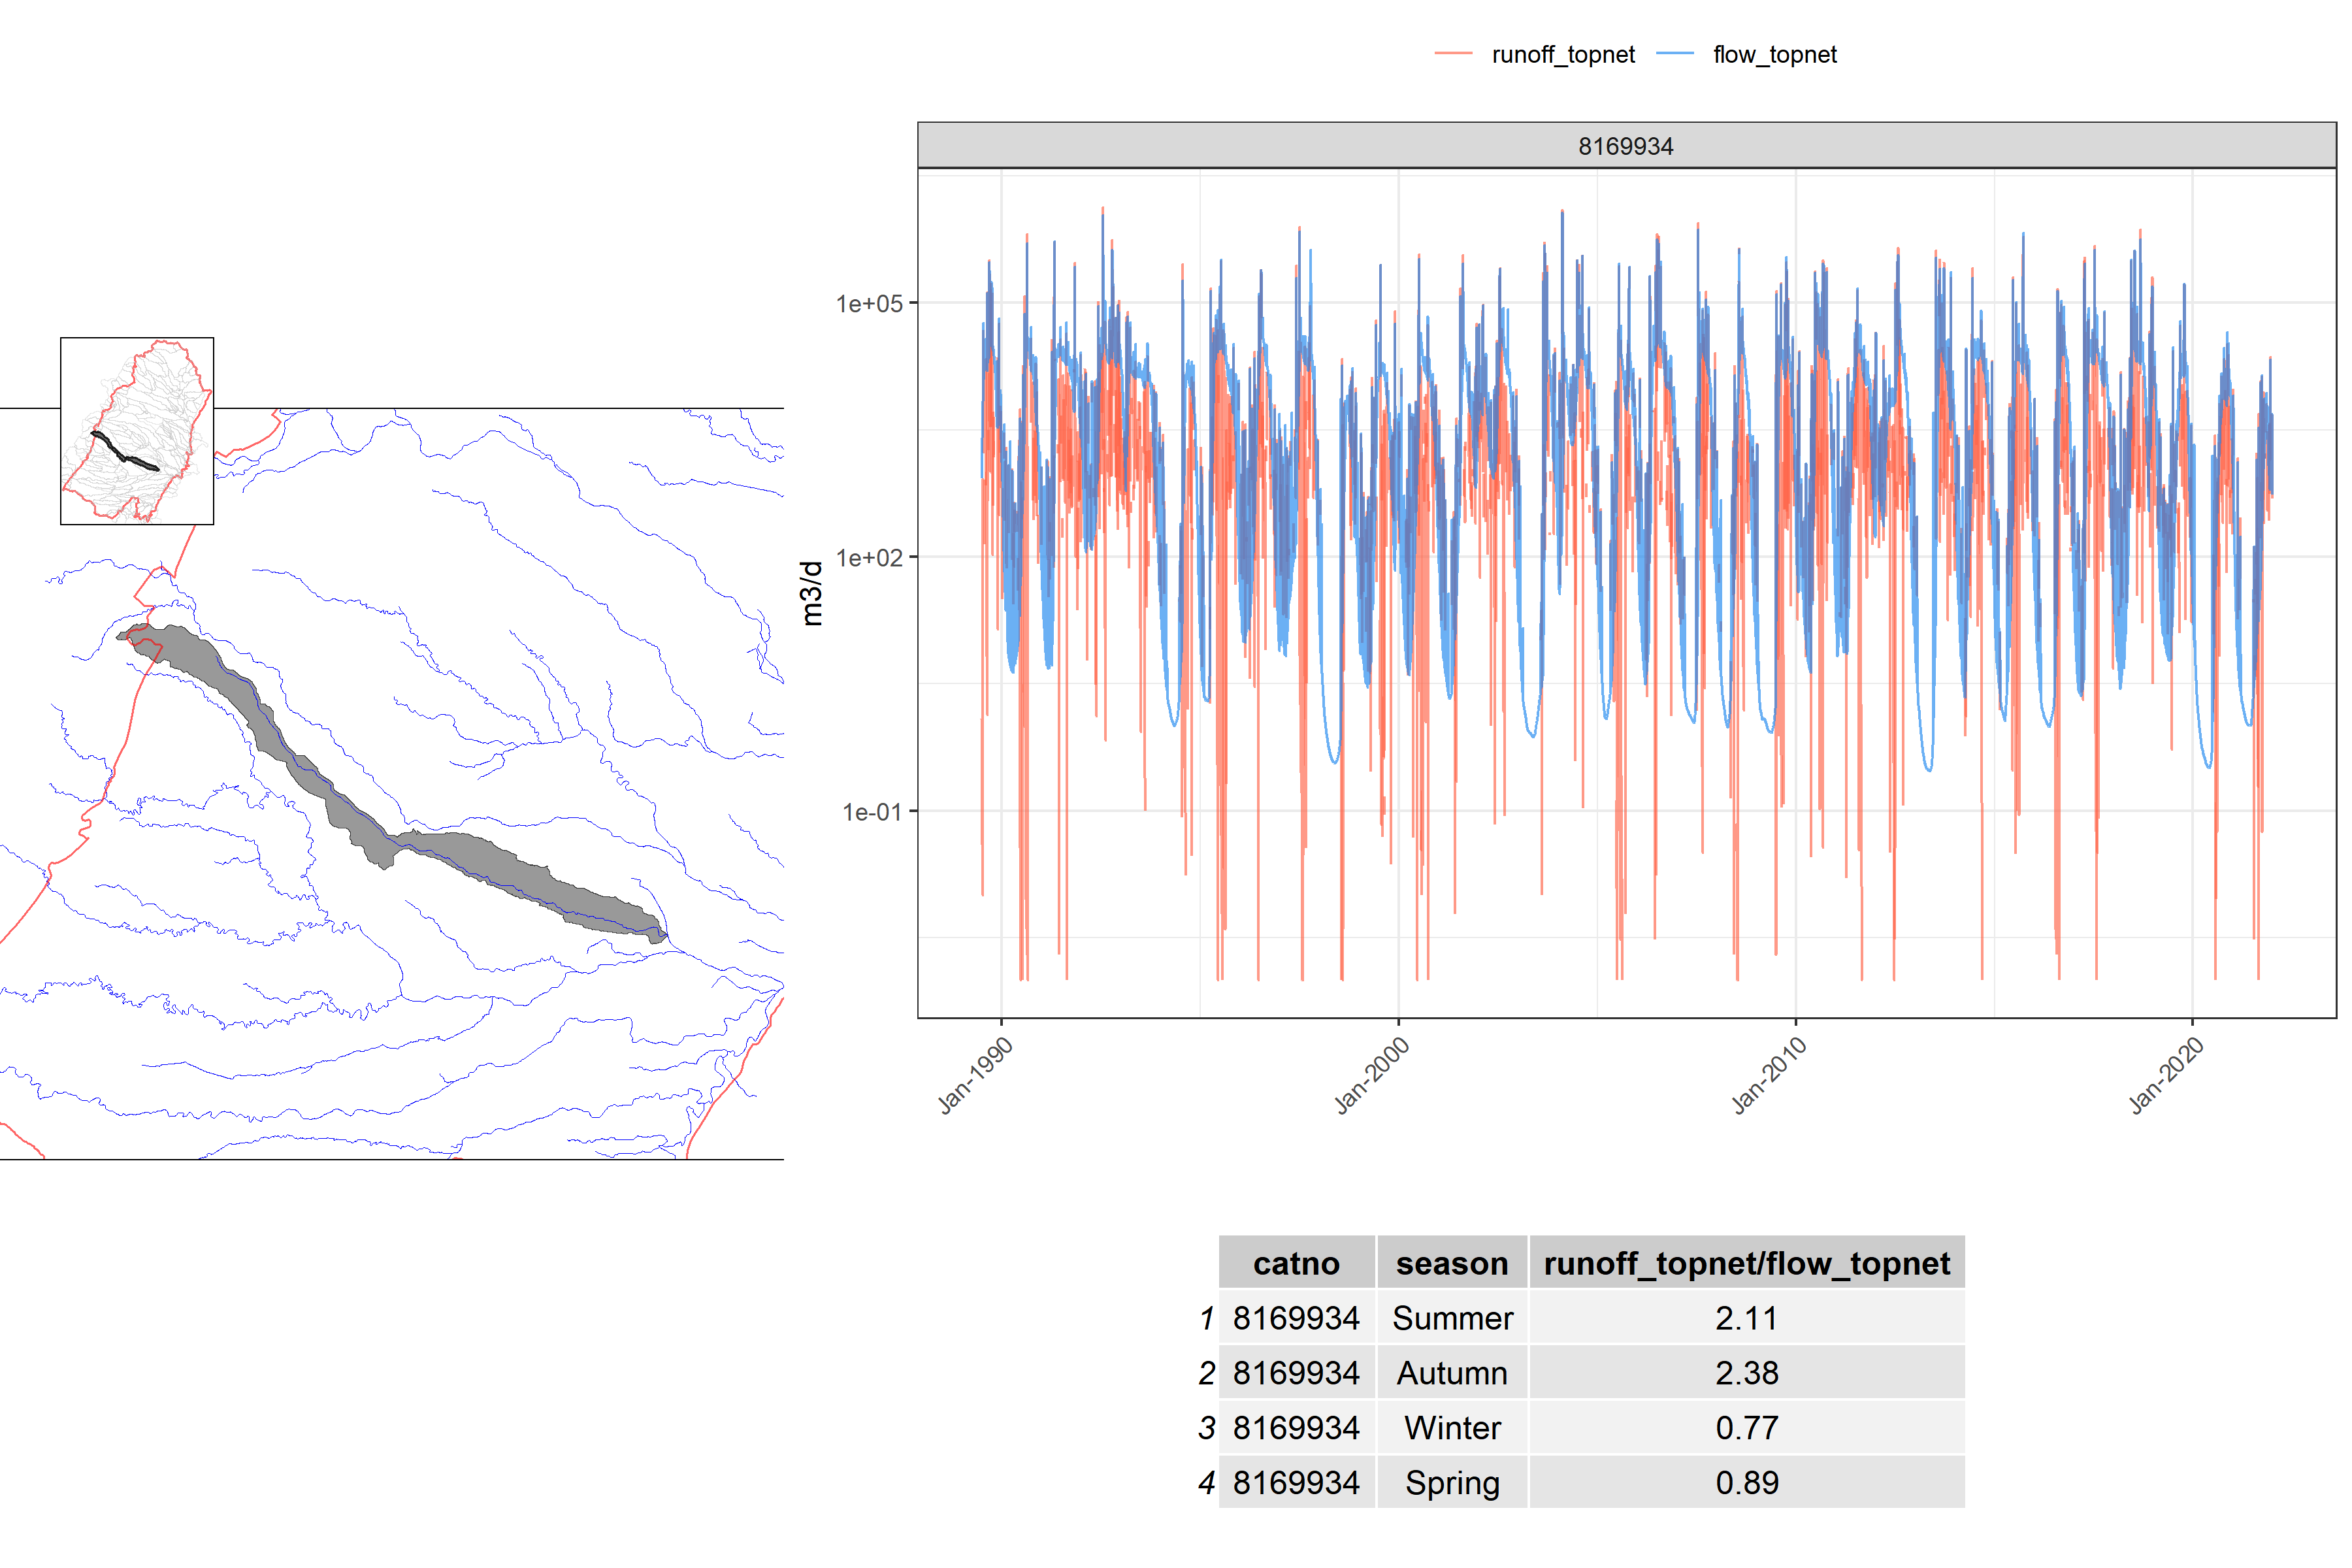 runoff_topnet flow_topnet
8169934
m3/d
1e+05
1e+02
1e-01
Jan-1990 Jan-2000 Jan-2010 Jan-2020
catno season runoff_topnet/flow_topnet
1 8169934 Summer 2.11
2 8169934 Autumn 2.38
3 8169934 Winter 0.77
4 8169934 Spring 0.89